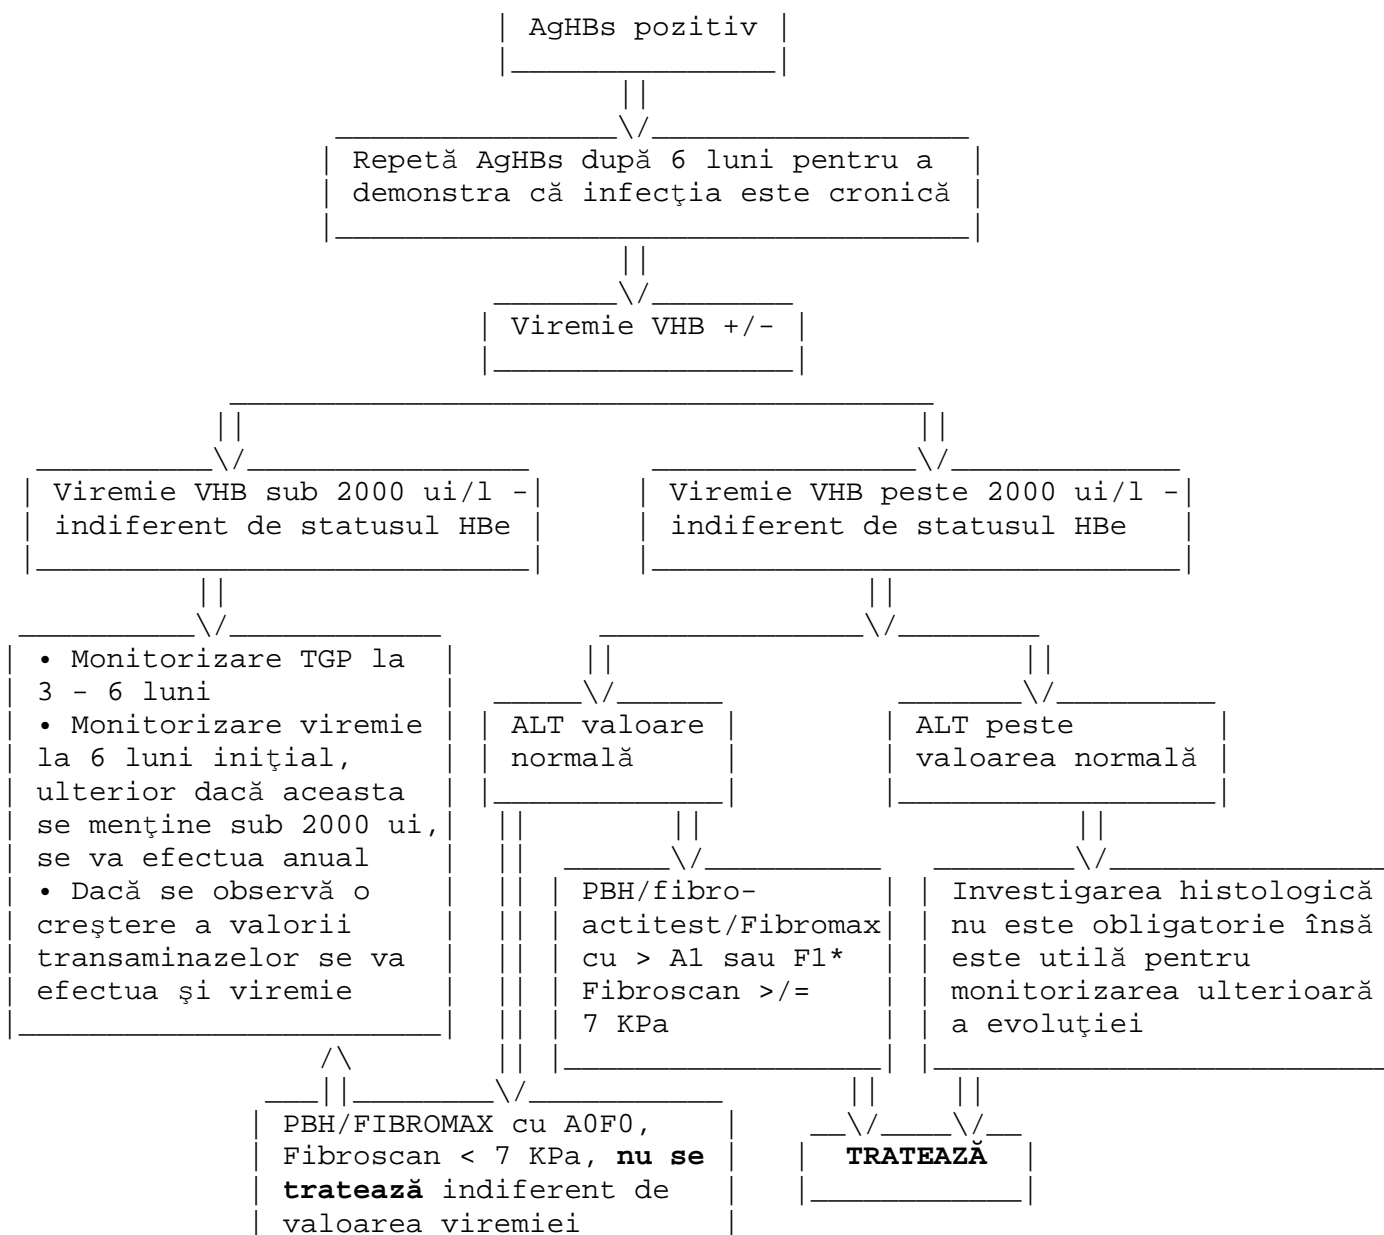 AgHBs pozitiv
Repetă AgHBs după 6 luni pentru a
demonstra că infecţia este cronică
Viremie VHB +/-
Viremie VHB sub 2000 ui/l -
indiferent de statusul HBe
Viremie VHB peste 2000 ui/l -
indiferent de statusul HBe
• Monitorizare TGP la
3 - 6 luni
• Monitorizare viremie
la 6 luni iniţial,
ulterior dacă aceasta
se menţine sub 2000 ui,
se va efectua anual
• Dacă se observă o
creştere a valorii
transaminazelor se va
efectua şi viremie
ALT valoare
normală
ALT peste
valoarea normală
PBH/fibro-
actitest/Fibromax
cu > A1 sau F1*
Fibroscan >/=
7 KPa
Investigarea histologică
nu este obligatorie însă
este utilă pentru
monitorizarea ulterioară
a evoluţiei
PBH/FIBROMAX cu A0F0,
Fibroscan < 7 KPa, nu se
tratează indiferent de
valoarea viremiei
TRATEAZĂ